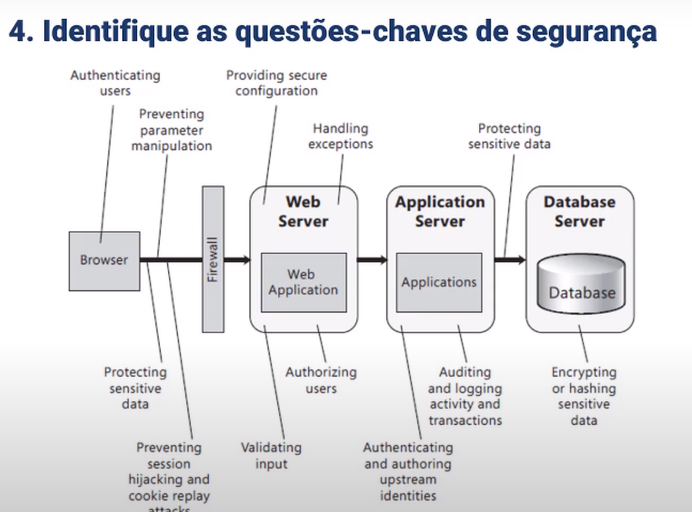 4. Identifique as questões-chaves de segurança
Authenticating
users
Providing secure
configuration
Preventing
parameter
manipulation
Handling
exceptions
Protecting
sensitive data
Browser
Firewall
Web
Server
Web
Application
Application
Server
Applications
Database
Server
Database
Protecting
sensitive
data
Authorizing
users
Auditing
and logging
activity and
transactions
Encrypting
or hashing
sensitive
data
Preventing
session
hijacking and
cookie replay
attacks
Validating
input
Authenticating
and authoring
upstream
identities